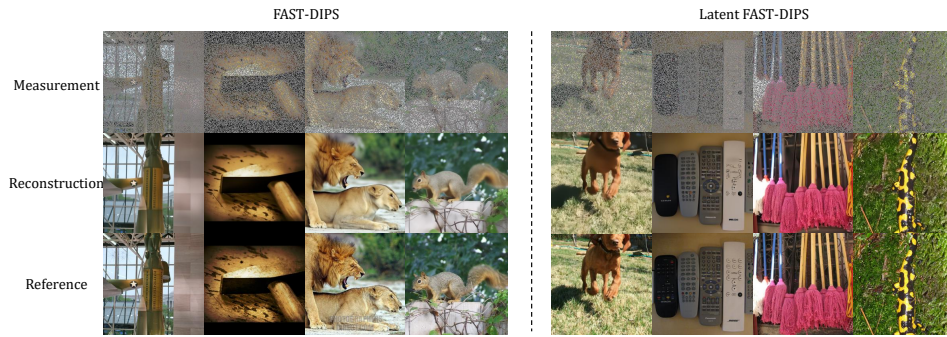 FAST-DIPS
Latent FAST-DIPS
Measurement
Reconstruction
Reference